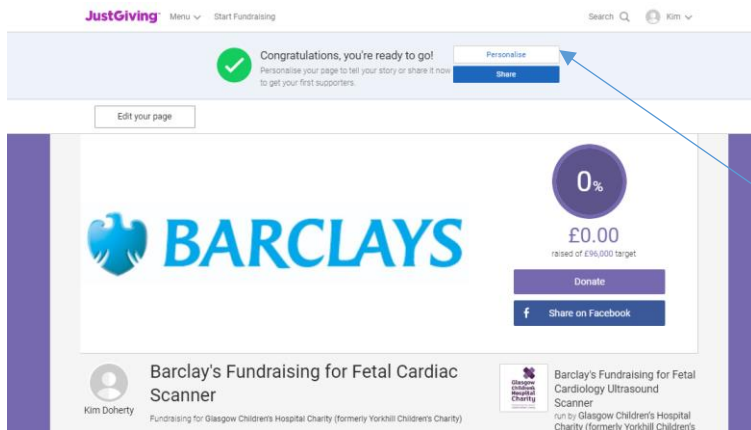 JustGiving Menu Start Fundraising Search Kim
Congratulations, you're ready to go!
Personalise your page to tell your story or share it now
to get your first supporters.
Personalise
Share
Edit your page
BARCLAYS
0%
£0.00
raised of £96,000 target
Donate
f Share on Facebook
Kim Doherty
Barclay's Fundraising for Fetal Cardiac
Scanner
Fundraising for Glasgow Children's Hospital Charity (formerly Yorkhill Children's Charity)
Glasgow
Children's
Hospital
Charity
Barclay's Fundraising for Fetal
Cardiology Ultrasound
Scanner
run by Glasgow Children's Hospital
Charity (formerly Yorkhill Children's